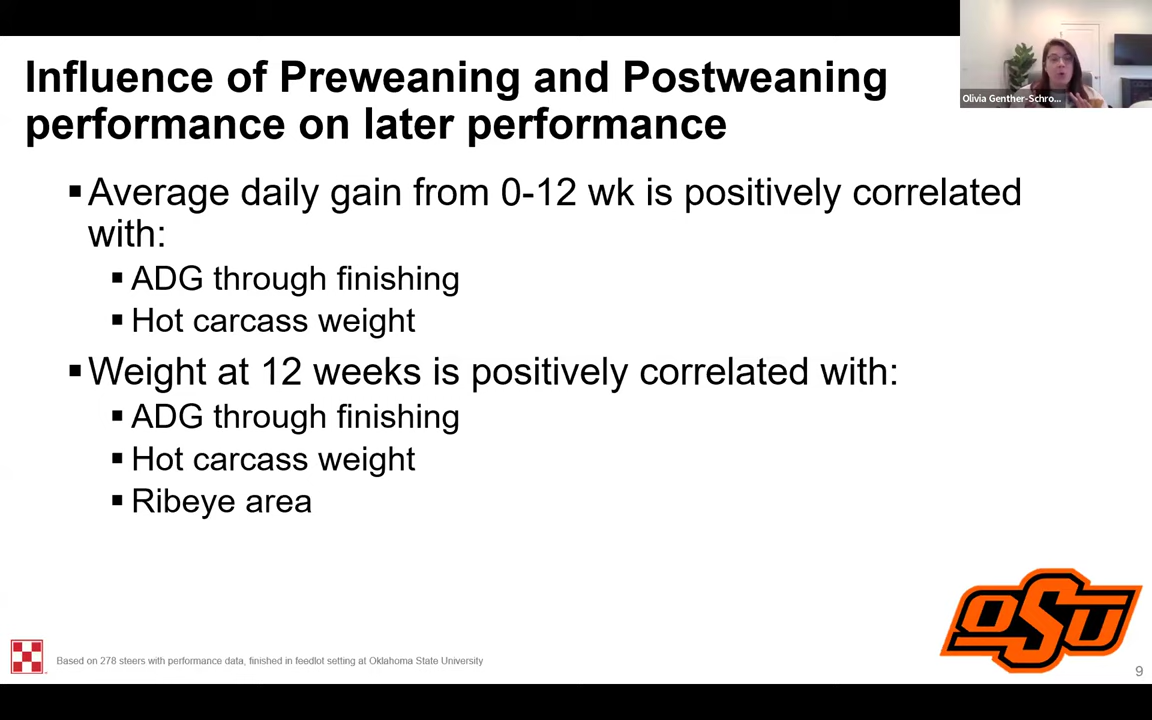 Influence of Preweaning and Postweaning
performance on later performance
Olivia Genther-Schro...
▪Average daily gain from 0-12 wk is positively correlated
with:
▪ADG through finishing
▪Hot carcass weight
▪Weight at 12 weeks is positively correlated with:
▪ADG through finishing
▪Hot carcass weight
▪Ribeye area
OSU
Based on 278 steers with performance data, finished in feedlot setting at Oklahoma State University
9